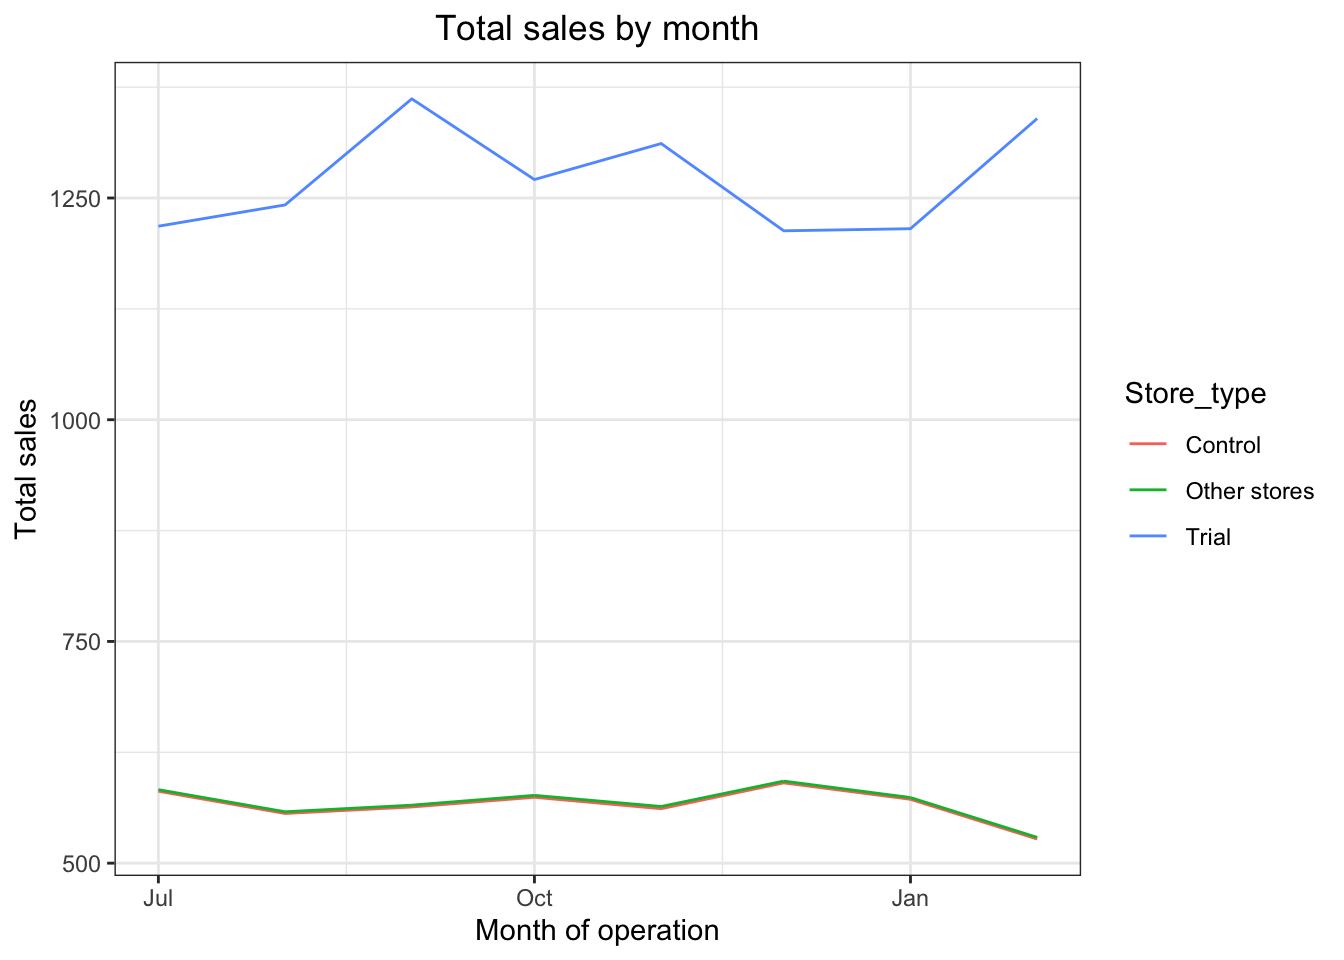 Total sales by month
1250
1000
750
500
Total sales
Jul
Oct
Jan
Month of operation
Store_type
Control
Other stores
Trial